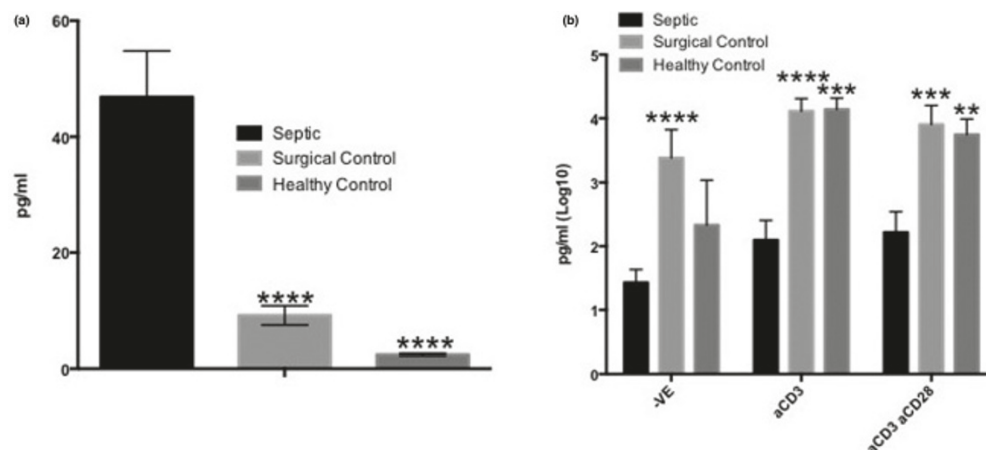 (a)
60
40
20
0
pg/ml
Septic
Surgical Control
Healthy Control
****
****
(b)
Septic
Surgical Control
Healthy Control
5
4
3
2
1
0
pg/ml (Log10)
****
****
***
***
**
-VE
aCD3
aCD3 aCD28